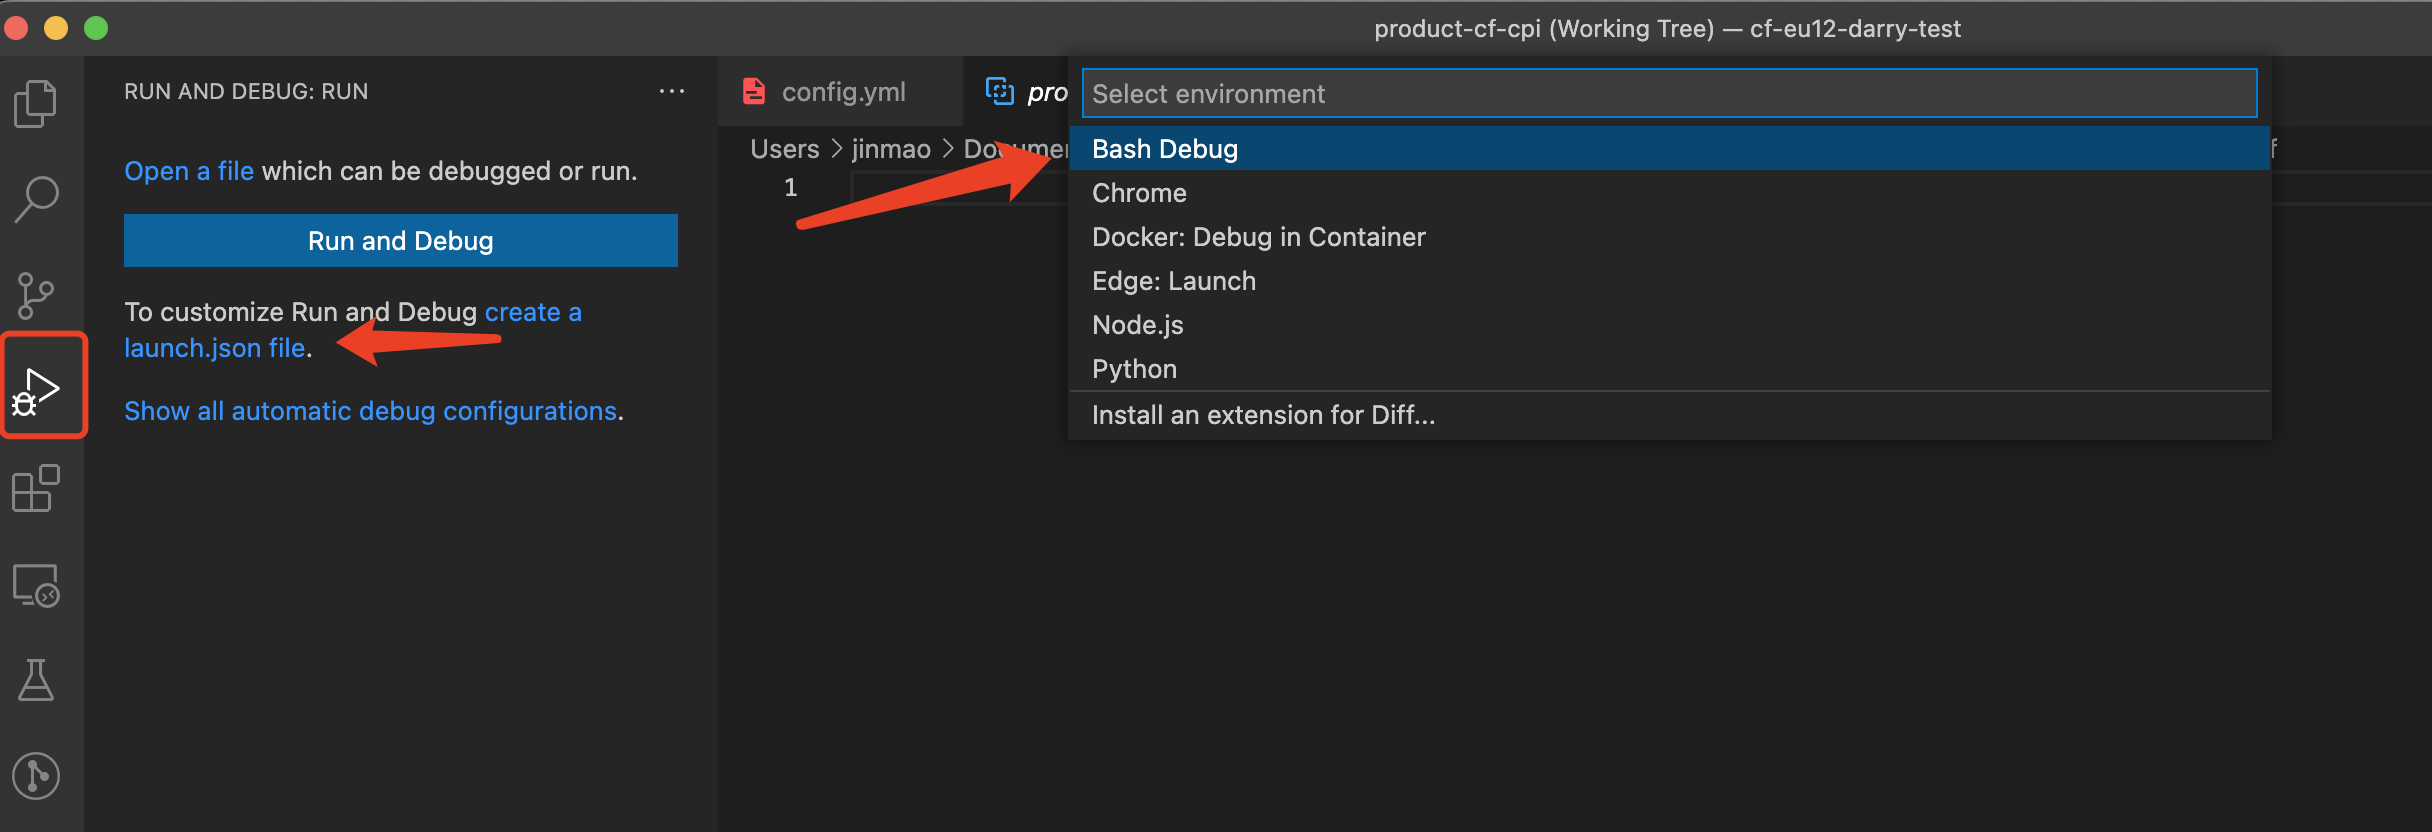 product-cf-cpi (Working Tree) — cf-eu12-darry-test
RUN AND DEBUG: RUN
Open a file which can be debugged or run.
Run and Debug
To customize Run and Debug create a
launch.json file.
Show all automatic debug configurations.
config.yml
pro
Users > jinmao >
1
Select environment
Bash Debug
Chrome
Docker: Debug in Container
Edge: Launch
Node.js
Python
Install an extension for Diff...